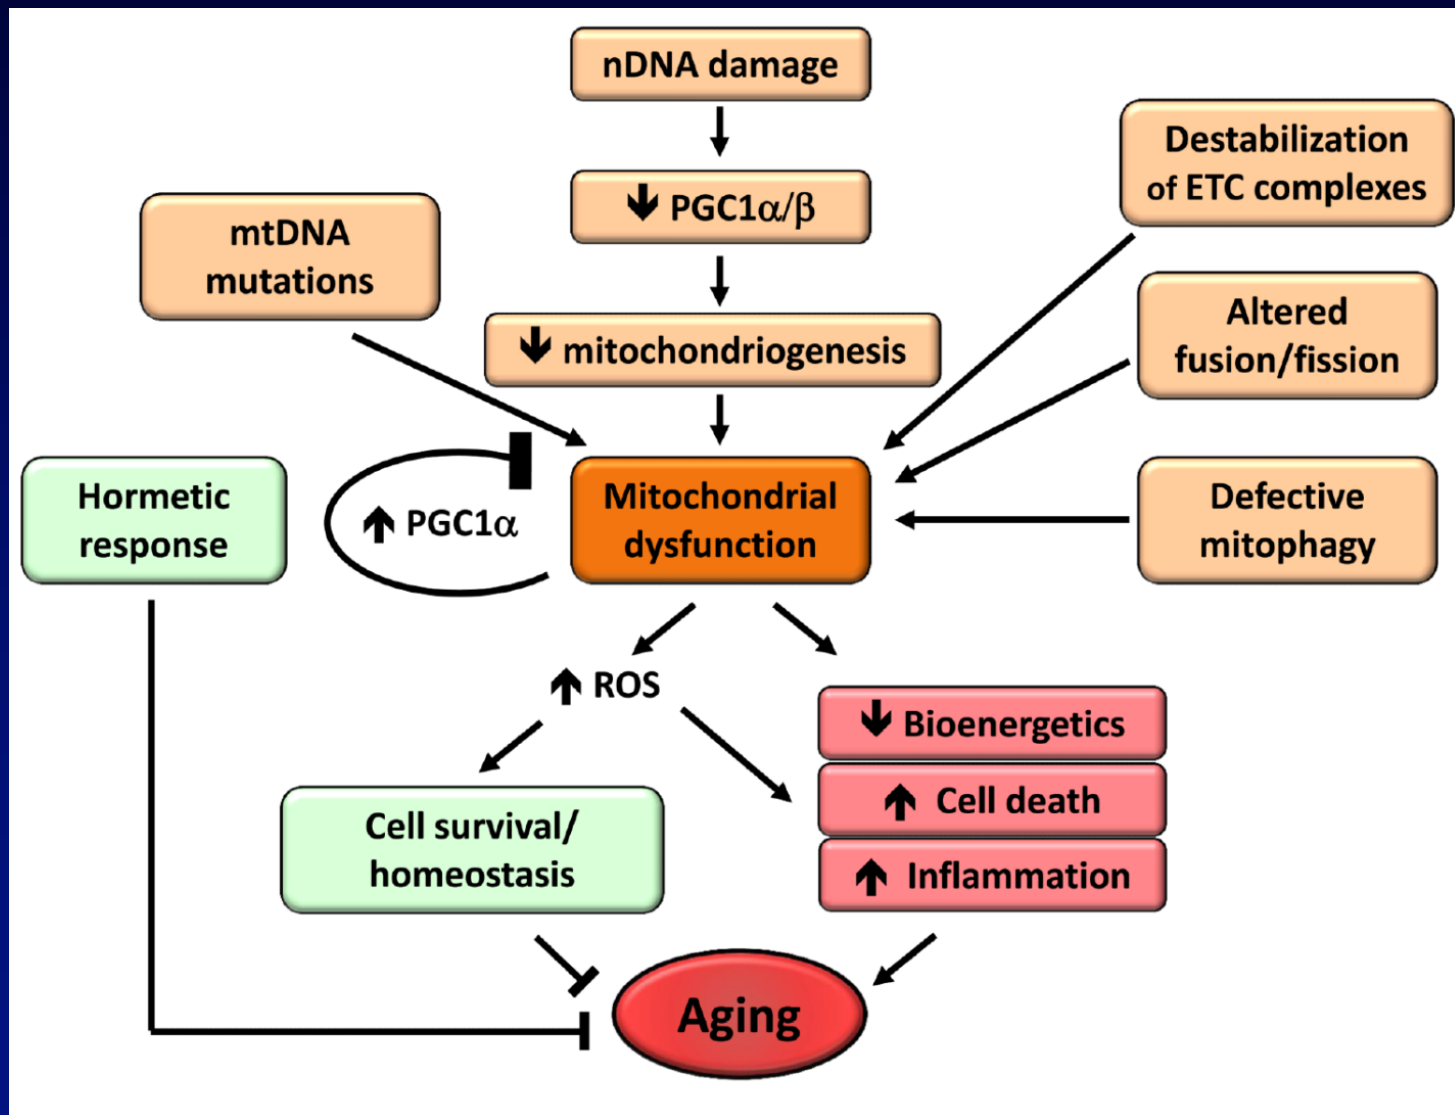 nDNA damage
Destabilization
of ETC complexes
🡻 PGC1α/β
mtDNA
mutations
Altered
fusion/fission
🡻 mitochondriogenesis
Hormetic
response
🡹 PGC1α
Mitochondrial
dysfunction
Defective
mitophagy
🡹 ROS
🡻 Bioenergetics
🡹 Cell death
🡹 Inflammation
Cell survival/
homeostasis
Aging